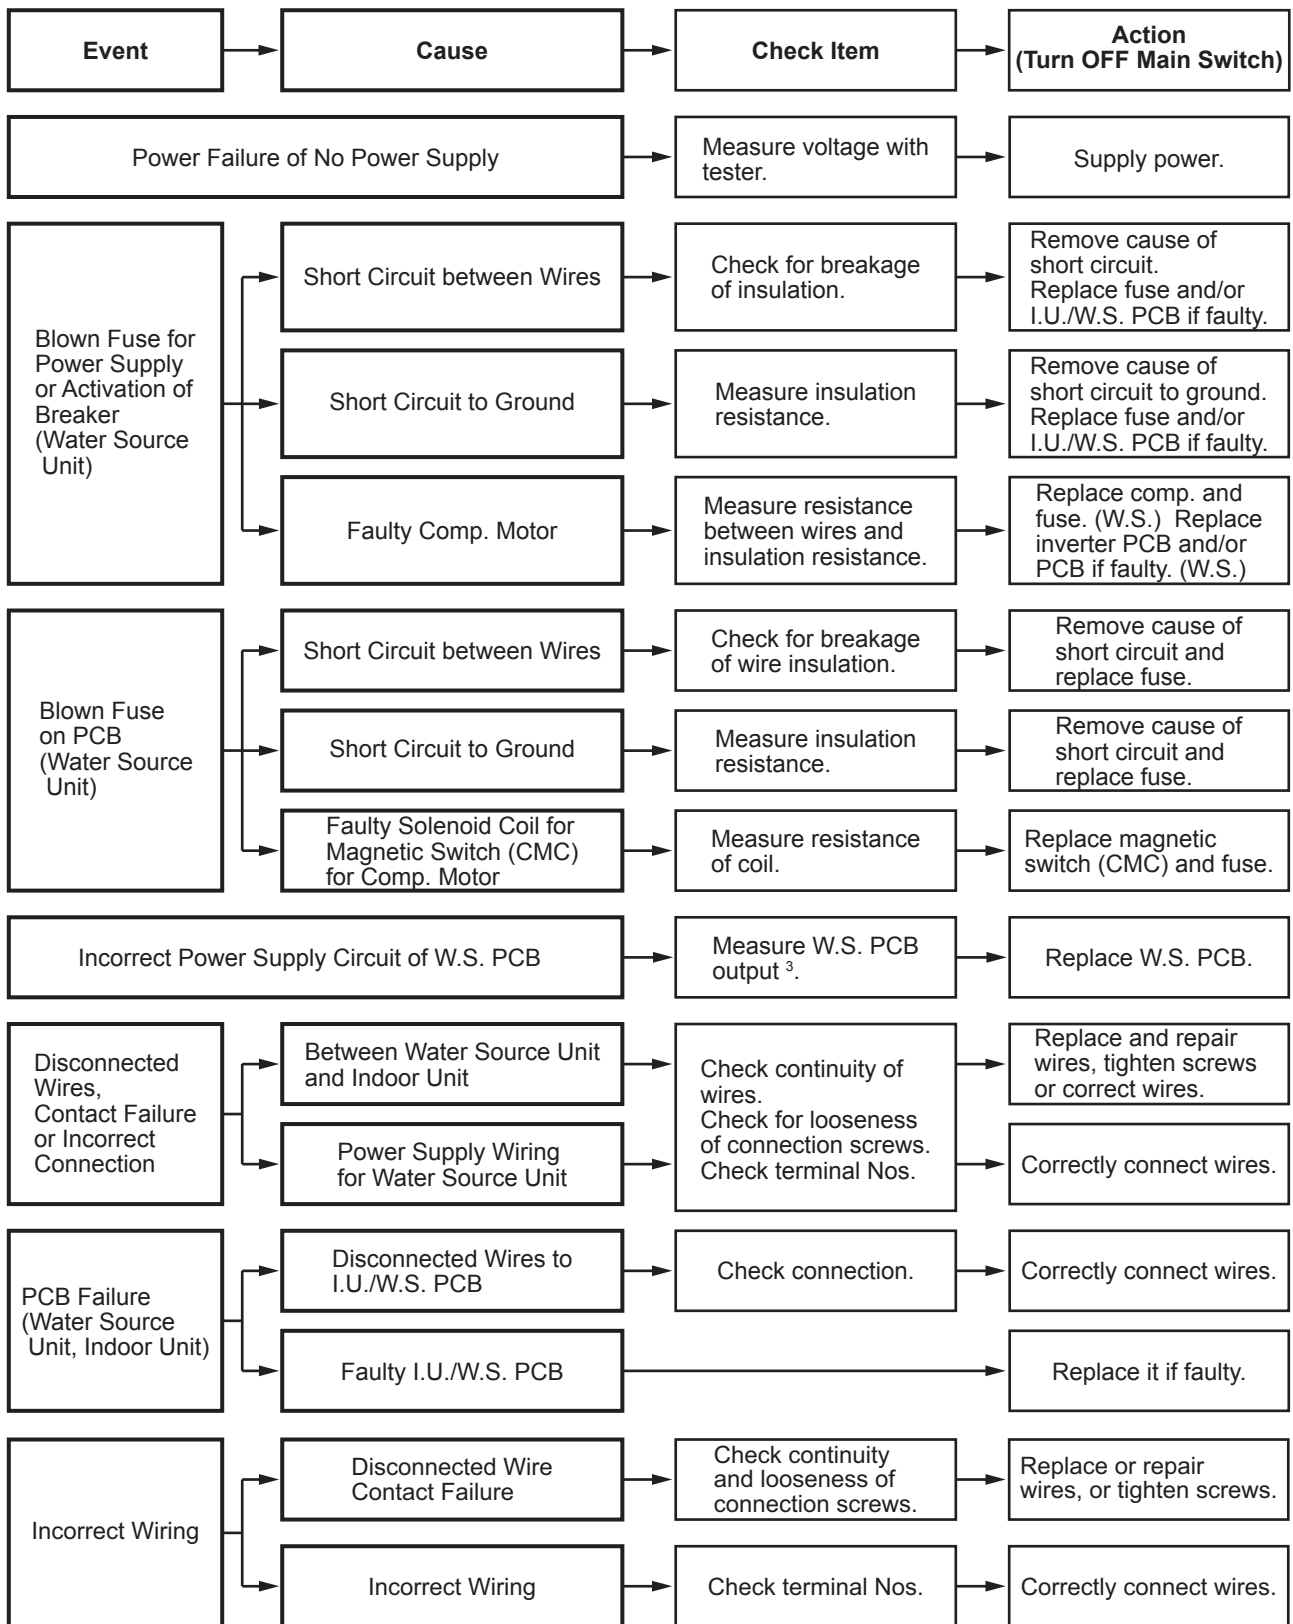 Event
Cause
Check Item
Action
(Turn OFF Main Switch)
Power Failure of No Power Supply
Measure voltage with
tester.
Supply power.
Blown Fuse for
Power Supply
or Activation of
Breaker
(Water Source
Unit)
Short Circuit between Wires
Check for breakage
of insulation.
Remove cause of
short circuit.
Replace fuse and/or
I.U./W.S. PCB if faulty.
Short Circuit to Ground
Measure insulation
resistance.
Remove cause of
short circuit to ground.
Replace fuse and/or
I.U./W.S. PCB if faulty.
Faulty Comp. Motor
Measure resistance
between wires and
insulation resistance.
Replace comp. and
fuse. (W.S.) Replace
inverter PCB and/or
PCB if faulty. (W.S.)
Blown Fuse
on PCB
(Water Source
Unit)
Short Circuit between Wires
Check for breakage
of wire insulation.
Remove cause of
short circuit and
replace fuse.
Short Circuit to Ground
Measure insulation
resistance.
Remove cause of
short circuit and
replace fuse.
Faulty Solenoid Coil for
Magnetic Switch (CMC)
for Comp. Motor
Measure resistance
of coil.
Replace magnetic
switch (CMC) and fuse.
Incorrect Power Supply Circuit of W.S. PCB
Measure W.S. PCB
output ³.
Replace W.S. PCB.
Disconnected
Wires,
Contact Failure
or Incorrect
Connection
Between Water Source Unit
and Indoor Unit
Check continuity of
wires.
Check for looseness
of connection screws.
Check terminal Nos.
Replace and repair
wires, tighten screws
or correct wires.
Power Supply Wiring
for Water Source Unit
Correctly connect wires.
PCB Failure
(Water Source
Unit, Indoor Unit)
Disconnected Wires to
I.U./W.S. PCB
Check connection.
Correctly connect wires.
Faulty I.U./W.S. PCB
Replace it if faulty.
Incorrect Wiring
Disconnected Wire
Contact Failure
Check continuity
and looseness of
connection screws.
Replace or repair
wires, or tighten screws.
Incorrect Wiring
Check terminal Nos.
Correctly connect wires.